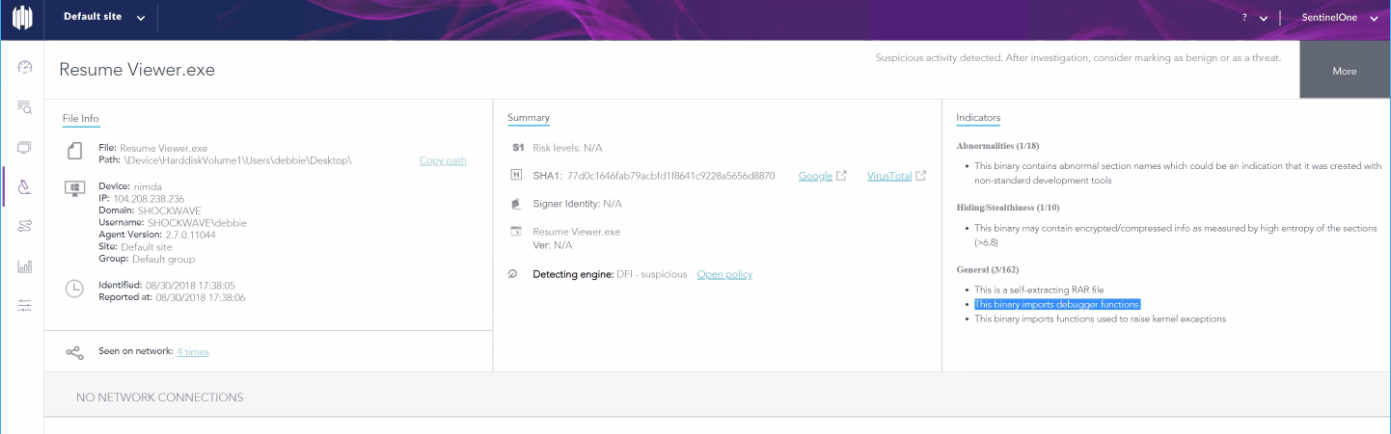 Default site
?
SentinelOne
Resume Viewer.exe
Suspicious activity detected. After investigation, consider marking as benign or as a threat.
More
File Info
File: Resume Viewer.exe
Path: \Device\HarddiskVolume1\Users\debbie\Desktop\
Copy path
Device: nimda
IP: 104.208.238.236
Domain: SHOCKWAVE
Username: SHOCKWAVE\debbie
Agent Version: 2.7.0.11044
Site: Default site
Group: Default group
Identified: 08/30/2018 17:38:05
Reported at: 08/30/2018 17:38:06
Seen on network: 4 times
Summary
S1 Risk levels: N/A
H SHA1: 77d0c1646fab79acbfd1f8641c9228a5656d8870 Google VirusTotal
Signer Identity: N/A
Resume Viewer.exe
Ver: N/A
Detecting engine: DFI - suspicious Open policy
Indicators
Abnormalities (1/18)
• This binary contains abnormal section names which could be an indication that it was created with
non-standard development tools
Hiding/Stealthiness (1/10)
• This binary may contain encrypted/compressed info as measured by high entropy of the sections
(>6.8)
General (3/162)
• This is a self-extracting RAR file
• This binary imports debugger functions
• This binary imports functions used to raise kernel exceptions
NO NETWORK CONNECTIONS